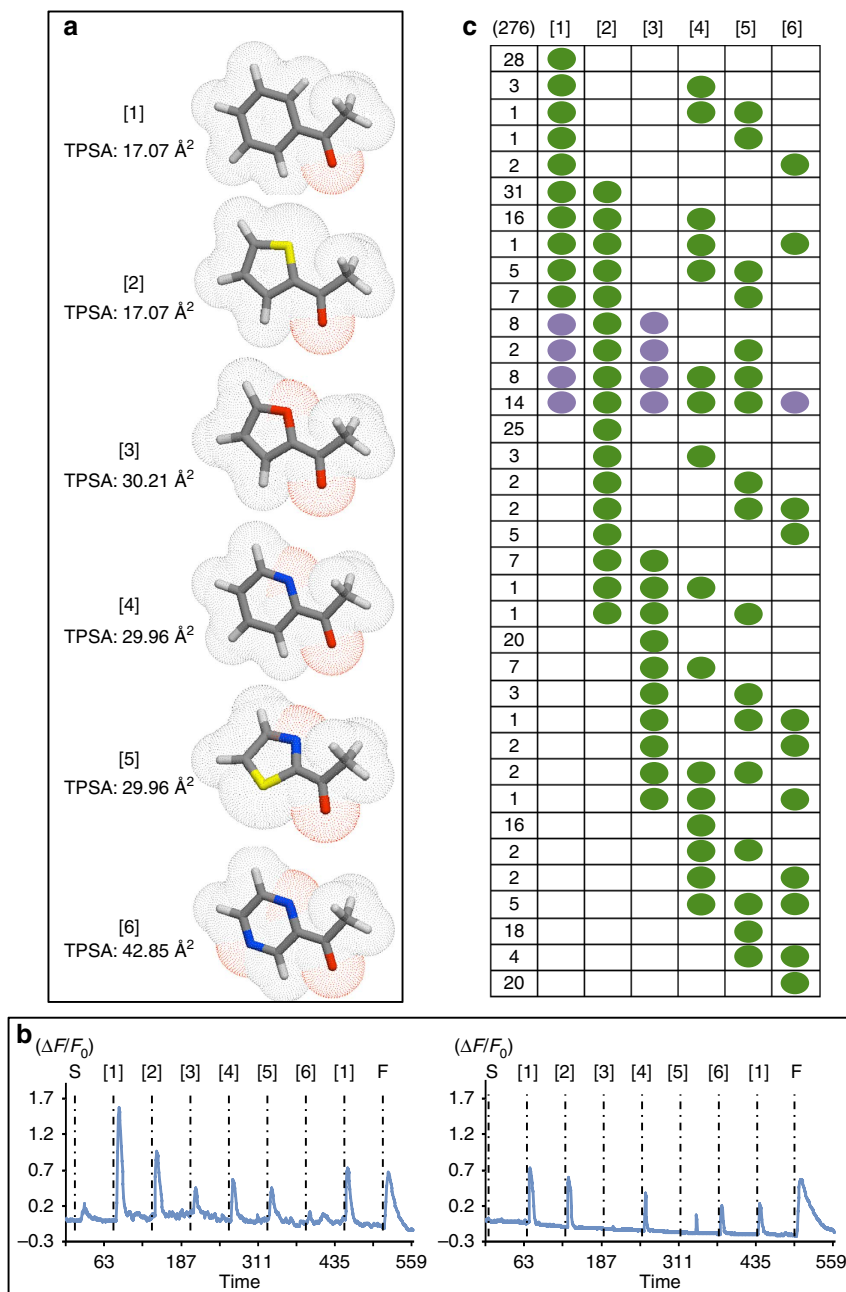 a
[1]
TPSA: 17.07 Å²
[2]
TPSA: 17.07 Å²
[3]
TPSA: 30.21 Å²
[4]
TPSA: 29.96 Å²
[5]
TPSA: 29.96 Å²
[6]
TPSA: 42.85 Å²
c
(276) [1] [2] [3] [4] [5] [6]
28
3
1
1
2
31
16
1
5
7
8
2
8
14
25
3
2
2
5
7
1
1
20
7
3
1
2
2
1
16
2
2
5
18
4
20
b
(ΔF/F₀)
S [1] [2] [3] [4] [5] [6] [1] F
1.7
1.2
0.7
0.2
–0.3
63 187 311 435 559
Time
(ΔF/F₀)
S [1] [2] [3] [4] [5] [6] [1] F
1.7
1.2
0.7
0.2
–0.3
63 187 311 435 559
Time